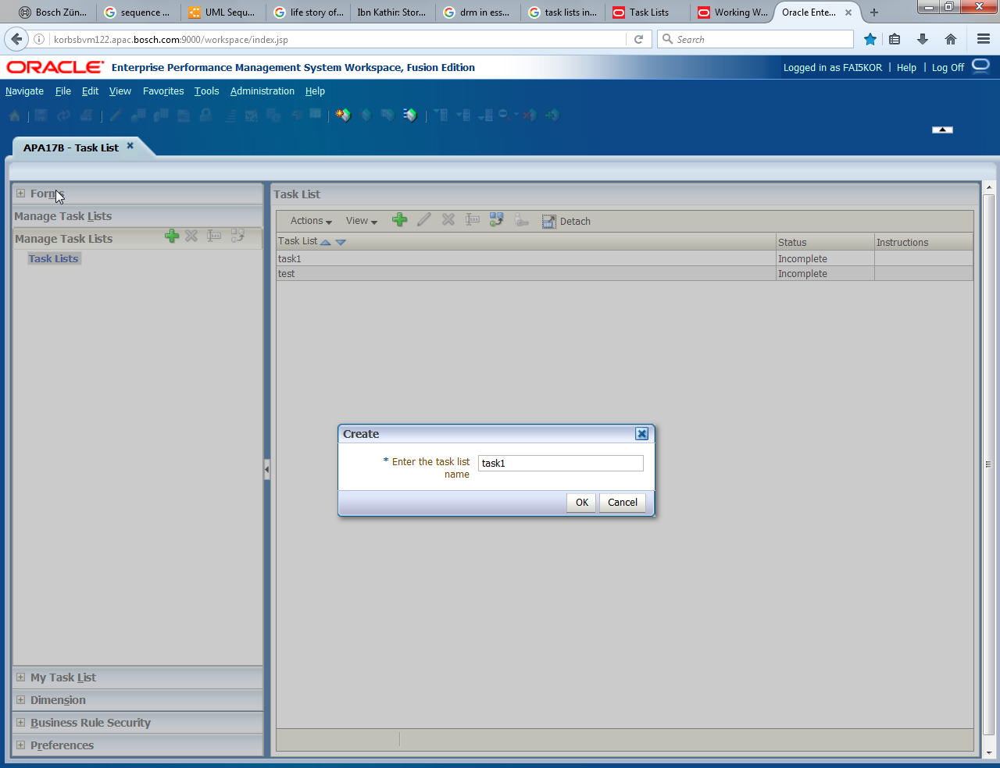 Bosch Zün...
sequence ...
UML Sequ...
life story of...
Ibn Kathir: Stor...
drm in ess...
task lists in...
Task Lists
Working W...
Oracle Ente...
korbsbvm122.apac.bosch.com:9000/workspace/index.jsp
Search
ORACLE Enterprise Performance Management System Workspace, Fusion Edition
Logged in as FAI5KOR | Help | Log Off
Navigate File Edit View Favorites Tools Administration Help
APA17B - Task List
Forms
Manage Task Lists
Manage Task Lists
Task Lists
My Task List
Dimension
Business Rule Security
Preferences
Task List
Actions View Detach
Task List Status Instructions
task1 Incomplete
test Incomplete
Create
* Enter the task list
name
task1
OK Cancel